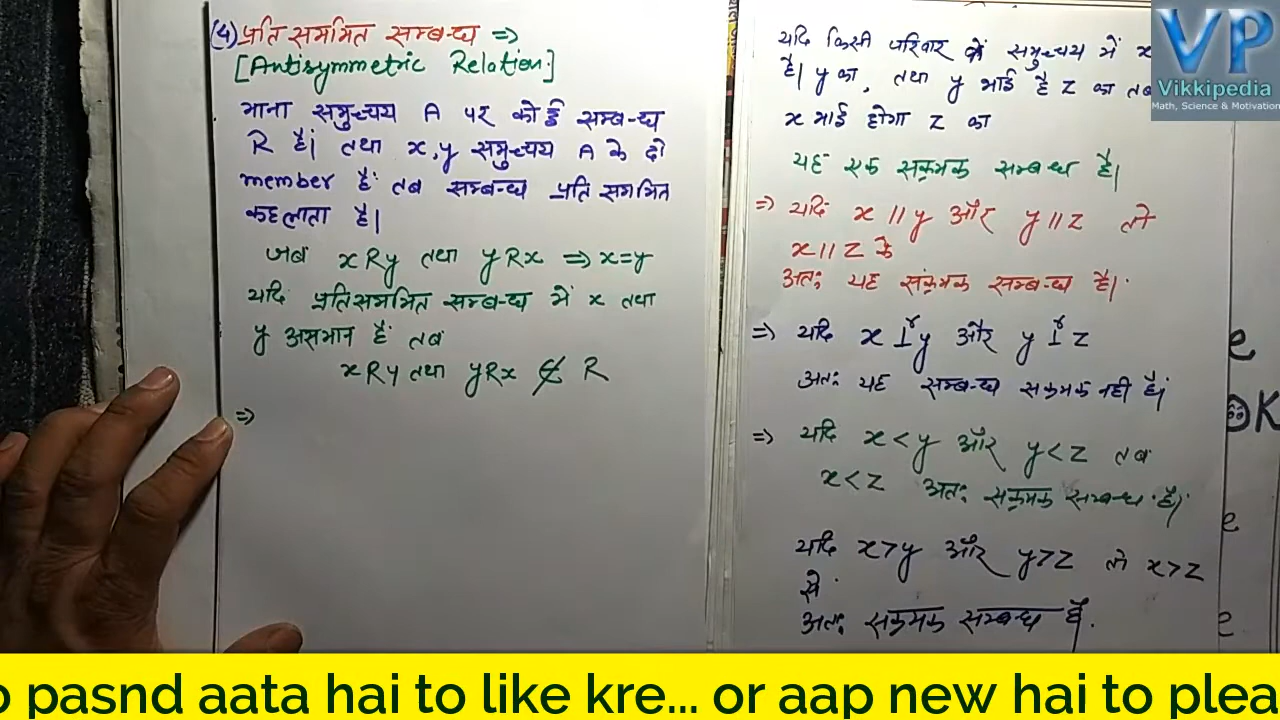 (4) प्रति सममित सम्बन्ध ⇒
[Antisymmetric Relation]
माना समुच्चय A पर कोई सम्बन्ध
R है। तथा x,y समुच्चय A के दो
member हैं तब सम्बन्ध प्रति सममित
कहलाता है।
जब xRy तथा yRx ⇒ x=y
यदि प्रतिसममित सम्बन्ध में x तथा
y असमान हैं तब
xRy तथा yRx ⊄ R
⇒
यदि किसी परिवार के समुच्चय में x
है। y का, तथा y भाई है z का तब
x भाई होगा z का
यह एक सक्रमक सम्बन्ध है।
⇒ यदि x || y और y || z तो
x || z के
अतः यह संक्रमक सम्बन्ध है।
⇒ यदि x ⊥ y और y ⊥ z
अतः यह सम्बन्ध सक्रमक नही है।
⇒ यदि x < y और y < z तब
x < z अतः सक्रमक सम्बन्ध है।
यदि x > y और y > z तो x > z
से
अतः सक्रमक सम्बन्ध है.
VP
Vikkipedia
Math, Science & Motivation
e
OK
e
e
o pasnd aata hai to like kre... or aap new hai to plea